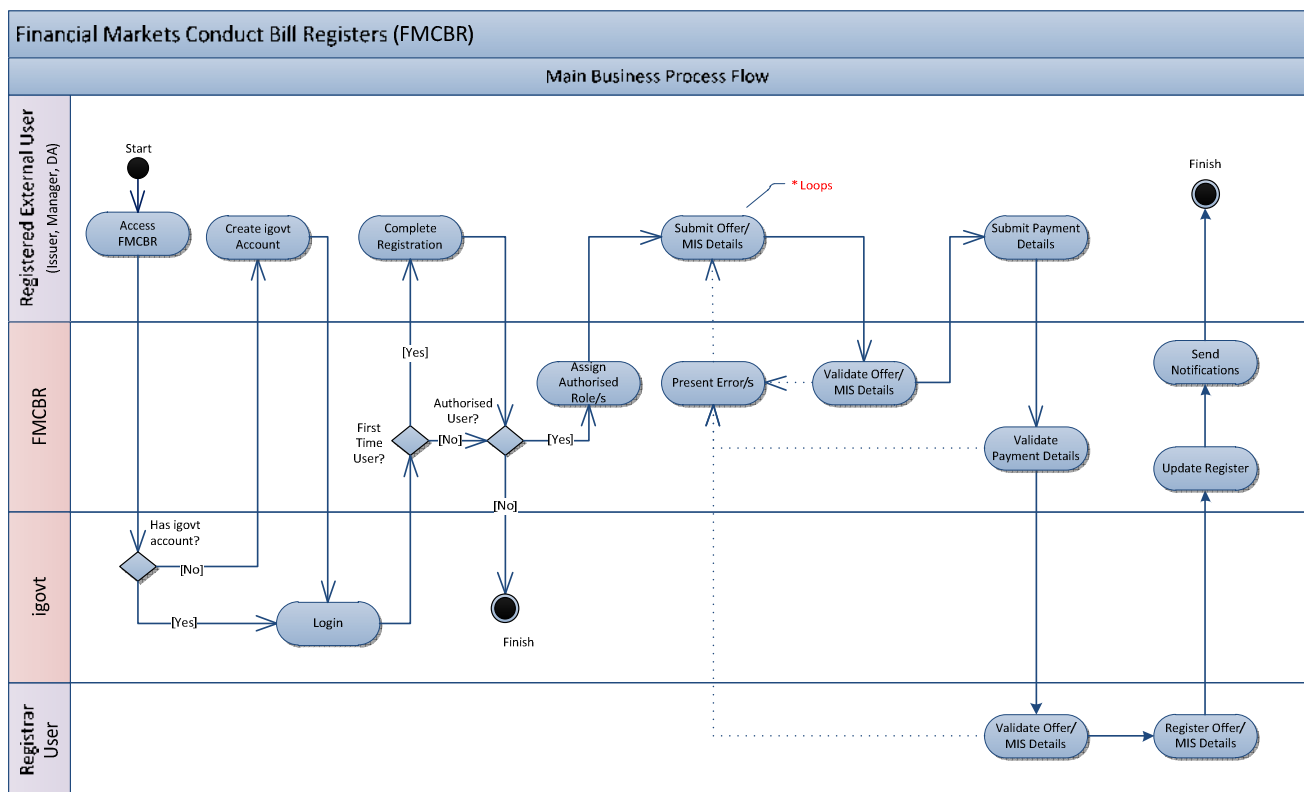 Financial Markets Conduct Bill Registers (FMCBR)
Main Business Process Flow
Registered External User
(Issuer, Manager, DA)
Start
Access
FMCBR
Create igovt
Account
Complete
Registration
Submit Offer/
MIS Details
* Loops
Submit Payment
Details
Finish
FMCBR
[Yes]
First
Time
User?
[No]
Authorised
User?
[Yes]
[No]
Assign
Authorised
Role/s
Present Error/s
Validate Offer/
MIS Details
Validate
Payment Details
Send
Notifications
Update Register
igovt
Has igovt
account?
[No]
[Yes]
Login
Finish
Registrar
User
Validate Offer/
MIS Details
Register Offer/
MIS Details